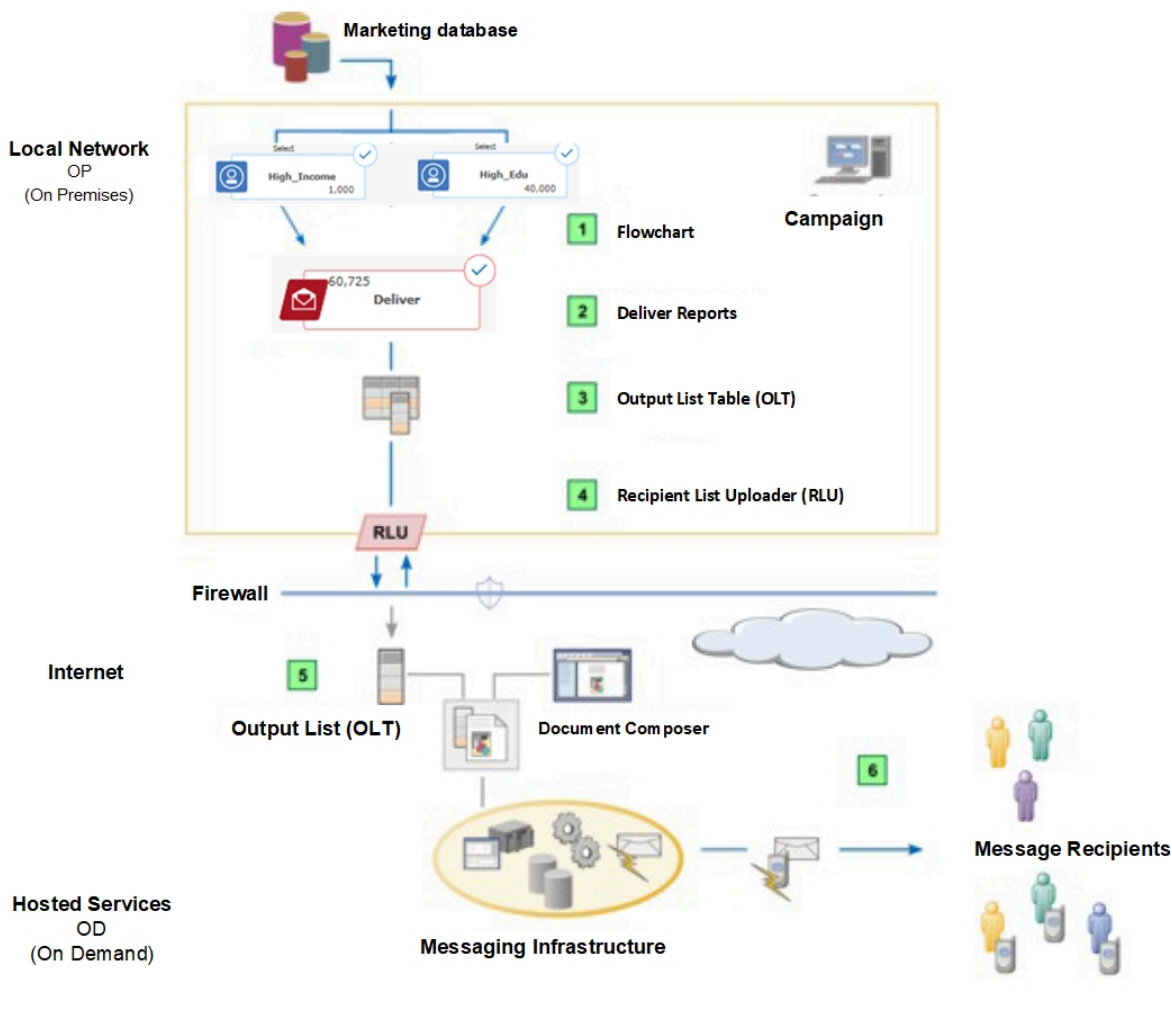 Marketing database
Local Network
OP
(On Premises)
Select
High_Income
1,000
Select
High_Edu
40,000
Campaign
1 Flowchart
60,725
Deliver
2 Deliver Reports
3 Output List Table (OLT)
4 Recipient List Uploader (RLU)
RLU
Firewall
Internet
5
Output List (OLT)
Document Composer
6
Message Recipients
Hosted Services
OD
(On Demand)
Messaging Infrastructure